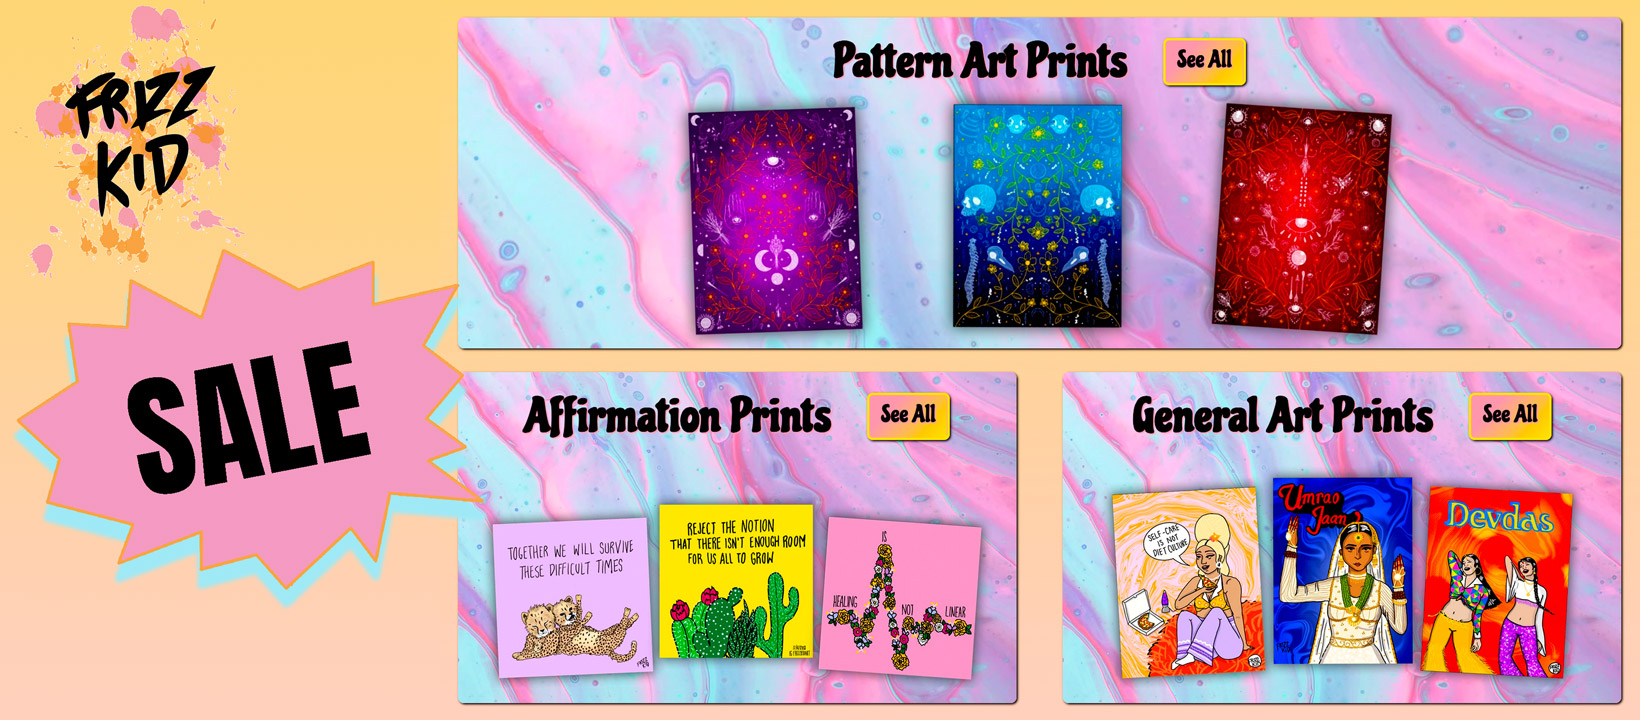 FRIZZ
KID
SALE
Pattern Art Prints
See All
Affirmation Prints
See All
TOGETHER WE WILL SURVIVE
THESE DIFFICULT TIMES
REJECT THE NOTION
THAT THERE ISN'T ENOUGH ROOM
FOR US ALL TO GROW
IS
HEALING
NOT
LINEAR
General Art Prints
See All
SELF-CARE
IS NOT
DIET CULTURE
Umrao
Jaan
Devdas